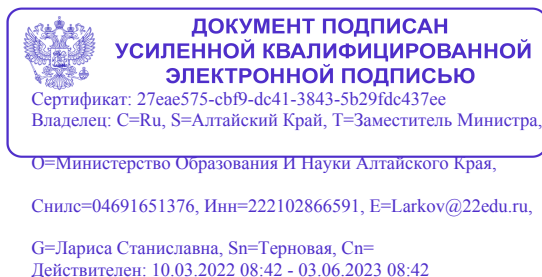 ДОКУМЕНТ ПОДПИСАН
УСИЛЕННОЙ КВАЛИФИЦИРОВАННОЙ
ЭЛЕКТРОННОЙ ПОДПИСЬЮ
Сертификат: 27eae575-cbf9-dc41-3843-5b29fdc437ee
Владелец: C=Ru, S=Алтайский Край, T=Заместитель Министра,
O=Министерство Образования И Науки Алтайского Края,
Снилс=04691651376, Инн=222102866591, E=Larkov@22edu.ru,
G=Лариса Станиславна, Sn=Терновая, Cn=
Действителен: 10.03.2022 08:42 - 03.06.2023 08:42